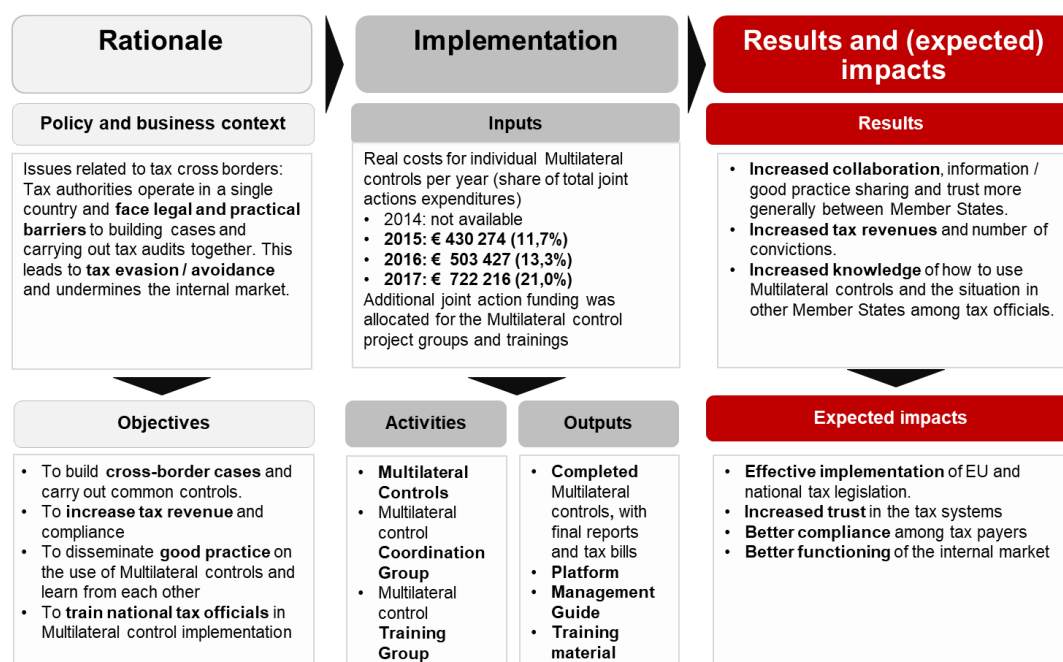 Rationale
Policy and business context
Issues related to tax cross borders:
Tax authorities operate in a single
country and face legal and practical
barriers to building cases and
carrying out tax audits together. This
leads to tax evasion / avoidance
and undermines the internal market.
Objectives
• To build cross-border cases and
carry out common controls.
• To increase tax revenue and
compliance
• To disseminate good practice on
the use of Multilateral controls and
learn from each other
• To train national tax officials in
Multilateral control implementation
Implementation
Inputs
Real costs for individual Multilateral
controls per year (share of total joint
actions expenditures)
• 2014: not available
• 2015: € 430 274 (11,7%)
• 2016: € 503 427 (13,3%)
• 2017: € 722 216 (21,0%)
Additional joint action funding was
allocated for the Multilateral control
project groups and trainings
Activities
• Multilateral
Controls
• Multilateral
control
Coordination
Group
• Multilateral
control
Training
Group
Outputs
• Completed
Multilateral
controls, with
final reports
and tax bills
• Platform
• Management
Guide
• Training
material
Results and (expected)
impacts
Results
• Increased collaboration, information /
good practice sharing and trust more
generally between Member States.
• Increased tax revenues and number of
convictions.
• Increased knowledge of how to use
Multilateral controls and the situation in
other Member States among tax officials.
Expected impacts
• Effective implementation of EU and
national tax legislation.
• Increased trust in the tax systems
• Better compliance among tax payers
• Better functioning of the internal market